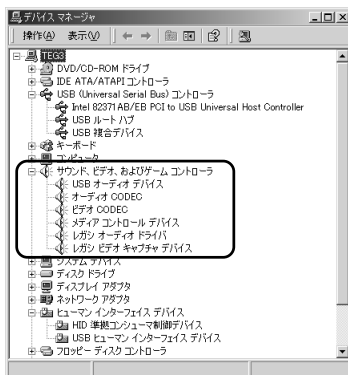 デバイス マネージャ
操作(A) 表示(V)
TEG3
DVD/CD-ROM ドライブ
IDE ATA/ATAPI コントローラ
USB (Universal Serial Bus) コントローラ
Intel 82371AB/EB PCI to USB Universal Host Controller
USB ルート ハブ
USB 複合デバイス
キーボード
コンピュータ
サウンド、ビデオ、およびゲーム コントローラ
USB オーディオ デバイス
オーディオ CODEC
ビデオ CODEC
メディア コントロール デバイス
レガシ オーディオ ドライバ
レガシ ビデオ キャプチャ デバイス
システム デバイス
ディスク ドライブ
ディスプレイ アダプタ
ネットワーク アダプタ
ヒューマン インターフェイス デバイス
HID 準拠コンシューマ制御デバイス
USB ヒューマン インターフェイス デバイス
フロッピー ディスク コントローラ